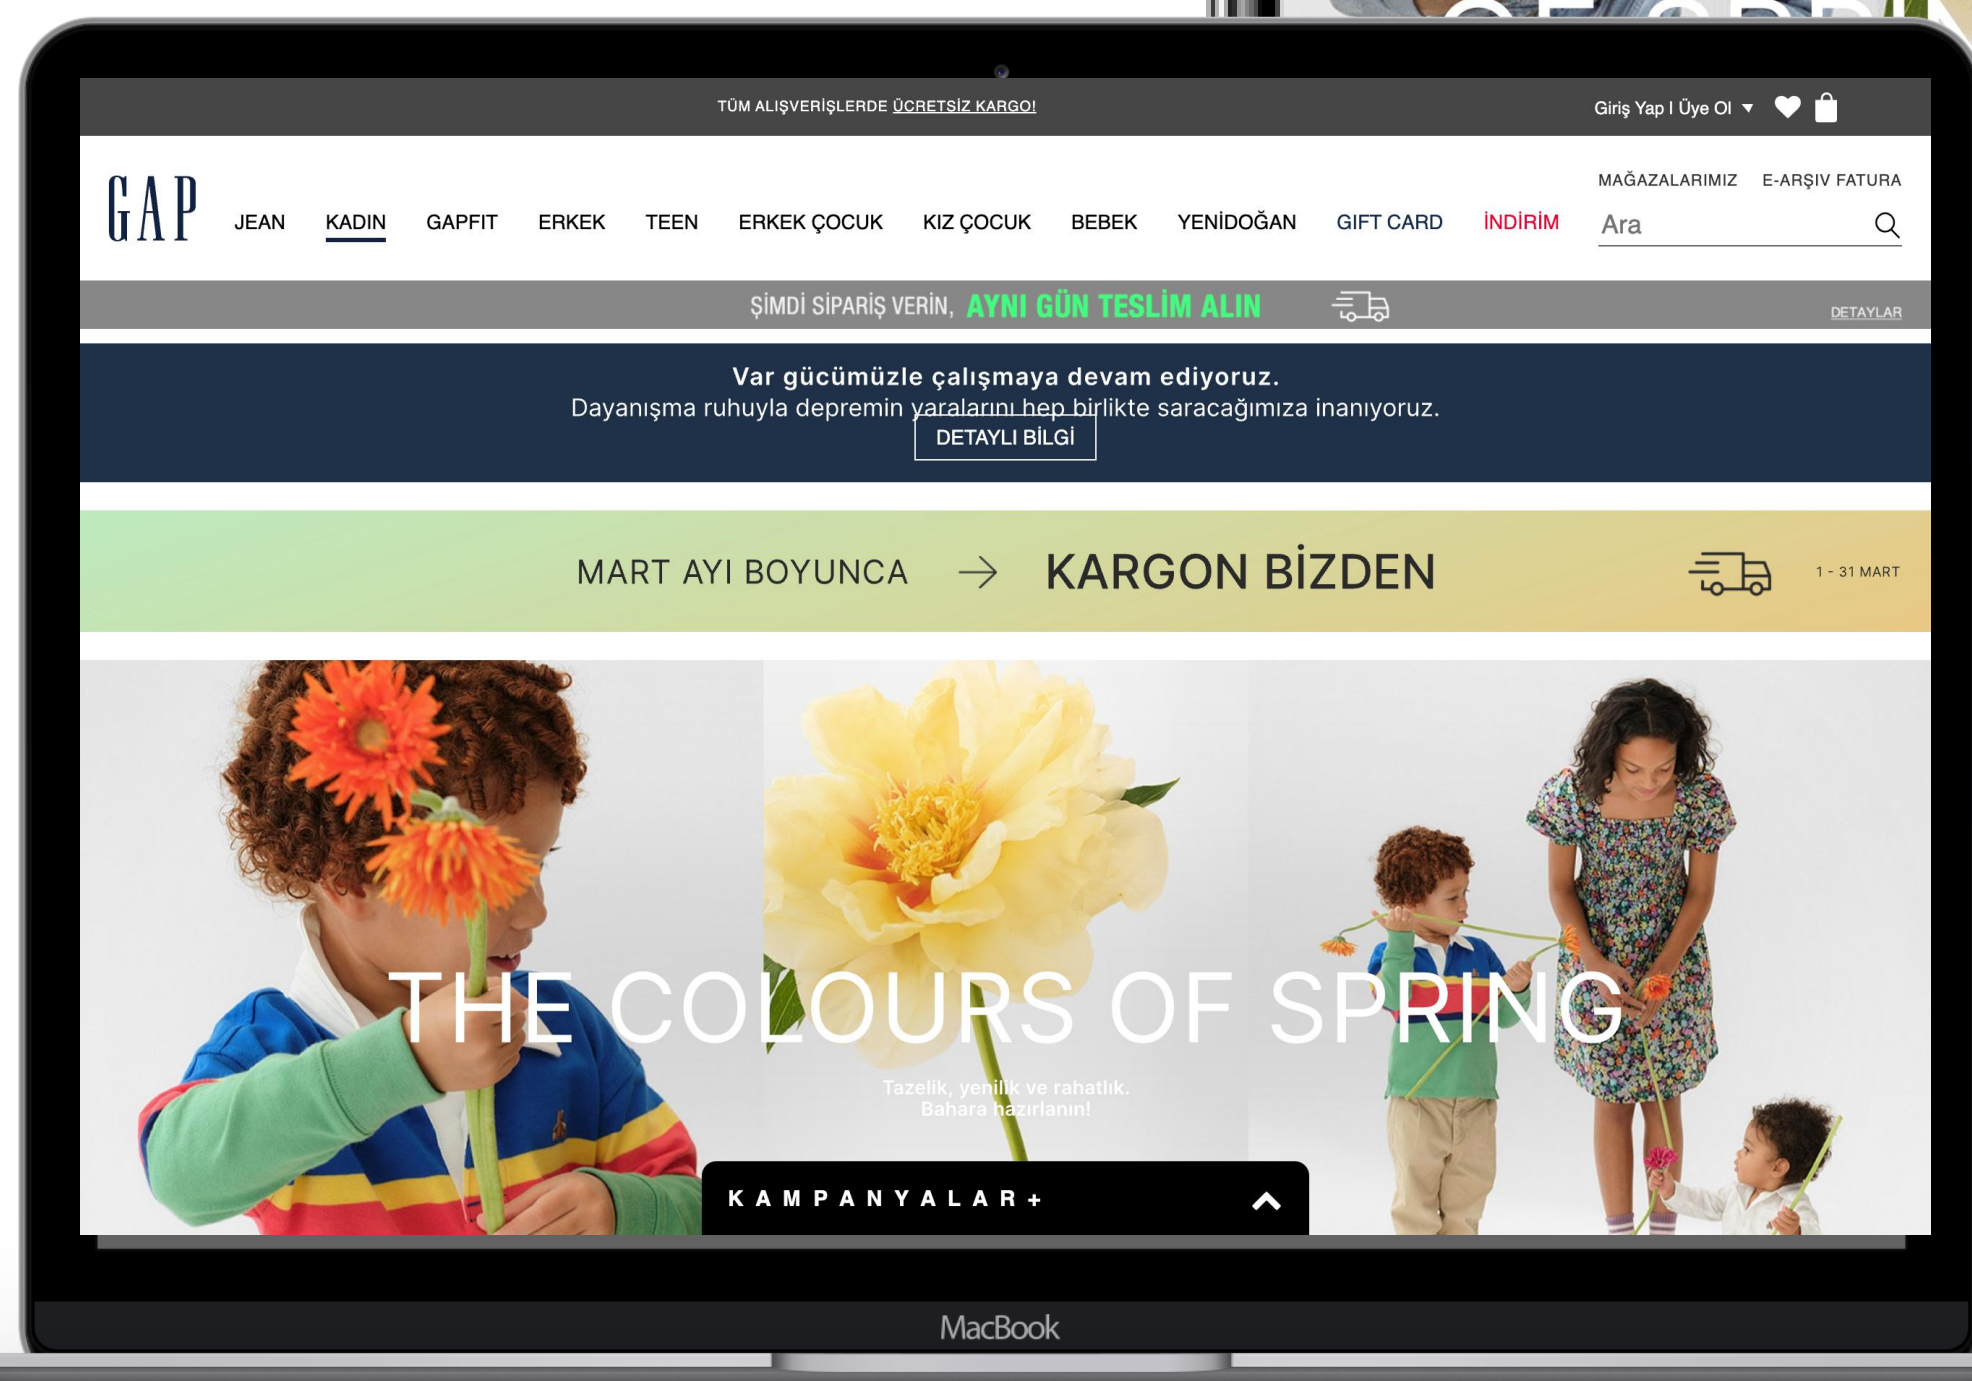 OF SPRIN
TÜM ALIŞVERİŞLERDE ÜCRETSİZ KARGO!
Giriş Yap I Üye Ol
MAĞAZALARIMIZ E-ARŞIV FATURA
GAP JEAN KADIN GAPFIT ERKEK TEEN ERKEK ÇOCUK KIZ ÇOCUK BEBEK YENİDOĞAN GIFT CARD İNDİRİM Ara
ŞİMDİ SİPARİŞ VERİN, AYNI GÜN TESLİM ALIN
DETAYLAR
Var gücümüzle çalışmaya devam ediyoruz.
Dayanışma ruhuyla depremin yaralarını hep birlikte saracağımıza inanıyoruz.
DETAYLI BİLGİ
MART AYI BOYUNCA → KARGON BİZDEN 1 - 31 MART
THE COLOURS OF SPRING
Tazelik, yenilik ve rahatlık.
Bahara hazırlanın!
KAMPANYALAR+
MacBook